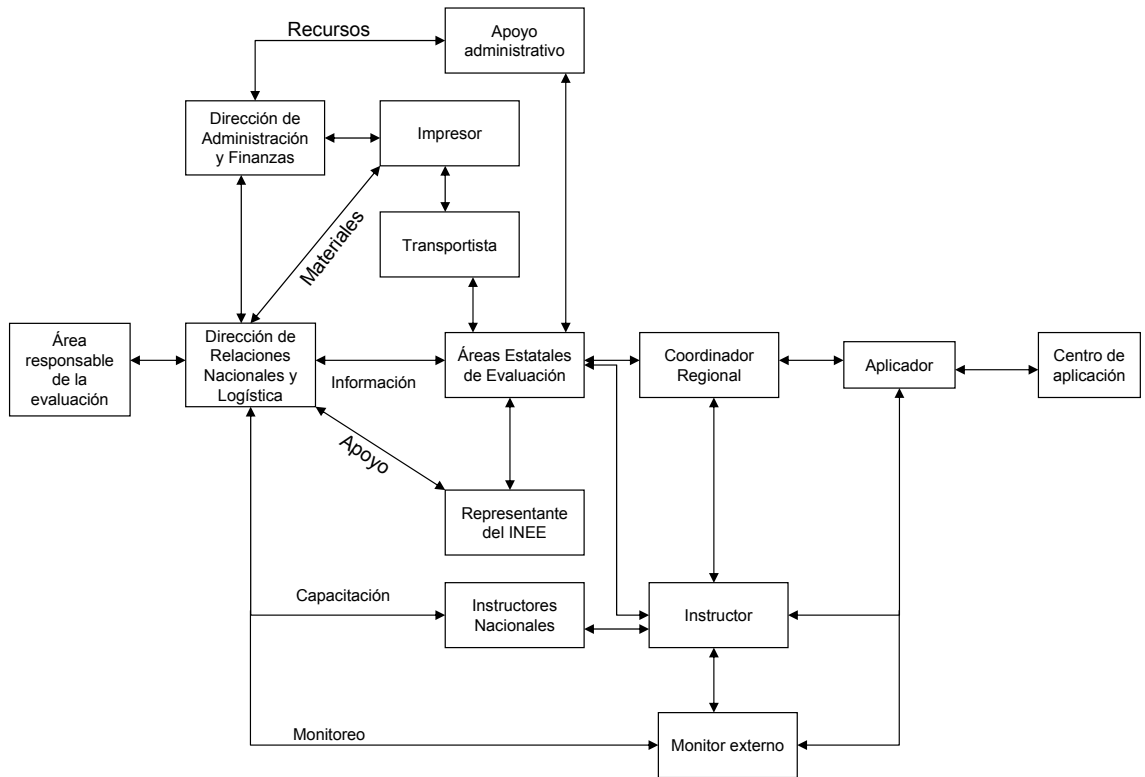 Recursos
Apoyo
administrativo
Dirección de
Administración
y Finanzas
Impresor
Materiales
Transportista
Área
responsable
de la
evaluación
Dirección de
Relaciones
Nacionales y
Logística
Información
Áreas Estatales
de Evaluación
Coordinador
Regional
Aplicador
Centro de
aplicación
Apoyo
Representante
del INEE
Capacitación
Instructores
Nacionales
Instructor
Monitoreo
Monitor externo